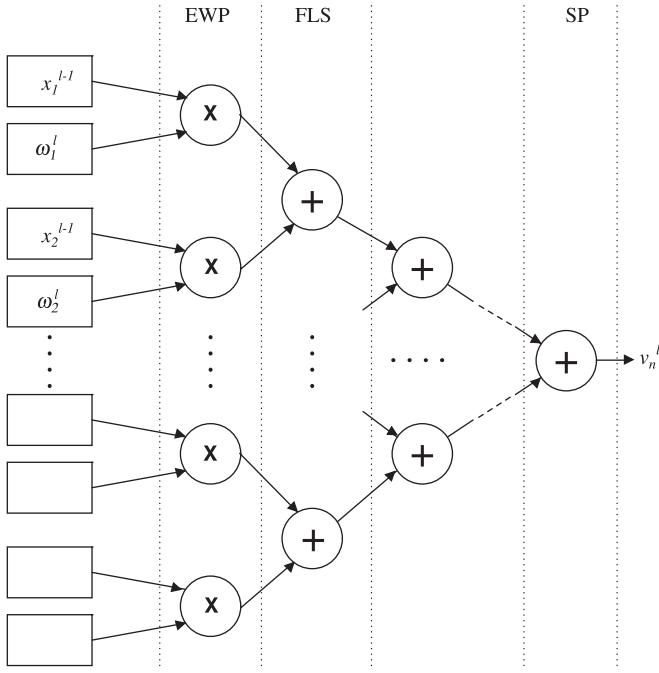 EWP FLS SP
x₁ˡ⁻¹
X
ω₁ˡ
+
x₂ˡ⁻¹
X
+
ω₂ˡ
+
vₙˡ
X
+
+
X